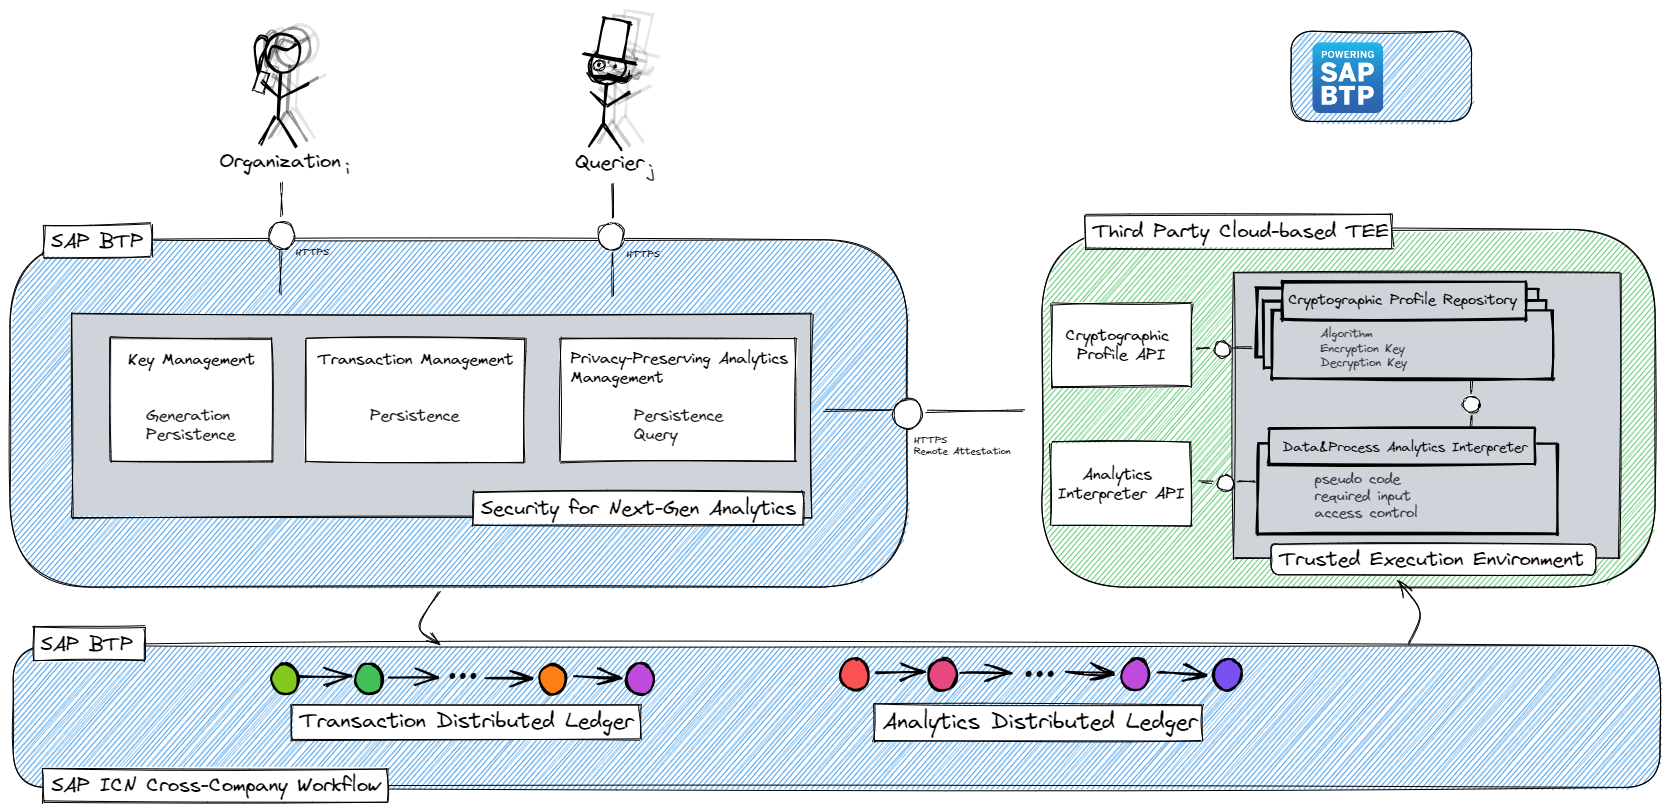 POWERING
SAP
BTP
Organization i
Querier j
SAP BTP
HTTPS
HTTPS
Key Management
Generation
Persistence
Transaction Management
Persistence
Privacy-Preserving Analytics
Management
Persistence
Query
Security for Next-Gen Analytics
HTTPS
Remote Attestation
Third Party Cloud-based TEE
Cryptographic
Profile API
Cryptographic Profile Repository
Algorithm
Encryption Key
Decryption Key
Analytics
Interpreter API
Data&Process Analytics Interpreter
pseudo code
required input
access control
Trusted Execution Environment
SAP BTP
...
...
Transaction Distributed Ledger
Analytics Distributed Ledger
SAP ICN Cross-Company Workflow